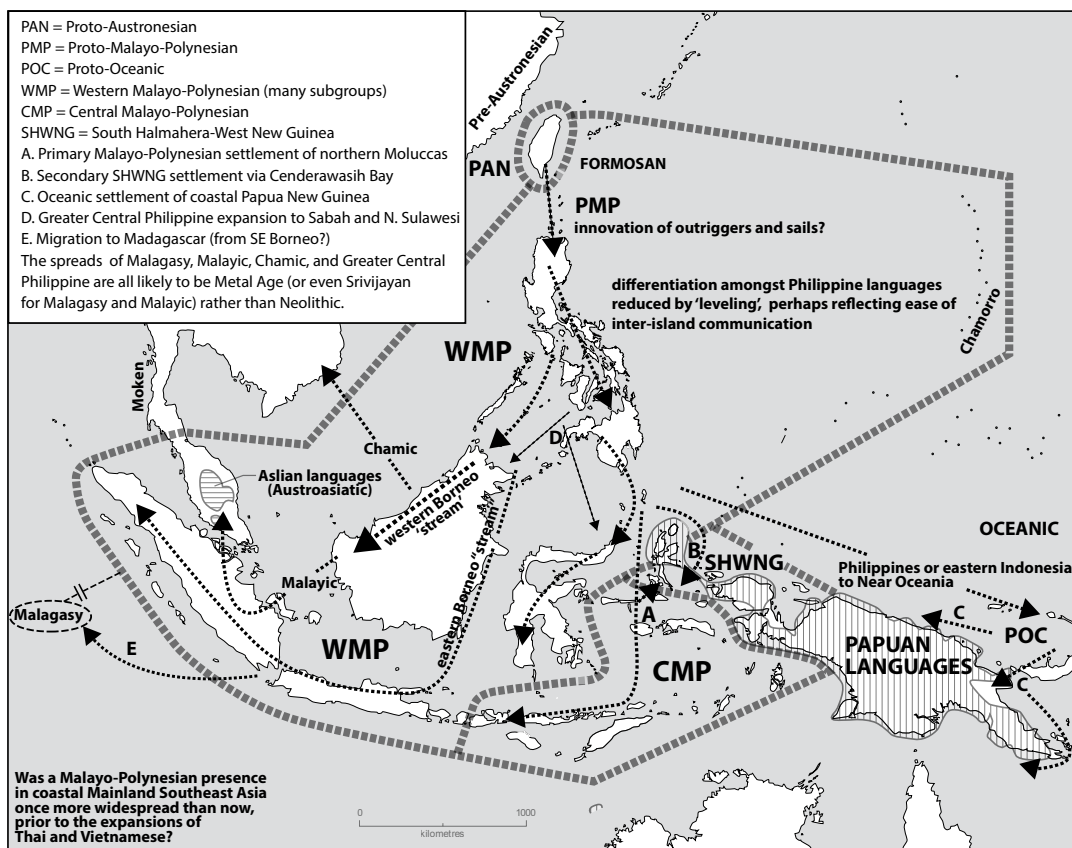 PAN = Proto-Austronesian
PMP = Proto-Malayo-Polynesian
POC = Proto-Oceanic
WMP = Western Malayo-Polynesian (many subgroups)
CMP = Central Malayo-Polynesian
SHWNG = South Halmahera-West New Guinea
A. Primary Malayo-Polynesian settlement of northern Moluccas
B. Secondary SHWNG settlement via Cenderawasih Bay
C. Oceanic settlement of coastal Papua New Guinea
D. Greater Central Philippine expansion to Sabah and N. Sulawesi
E. Migration to Madagascar (from SE Borneo?)
The spreads of Malagasy, Malayic, Chamic, and Greater Central
Philippine are all likely to be Metal Age (or even Srivijayan
for Malagasy and Malayic) rather than Neolithic.
Pre-Austronesian
PAN
FORMOSAN
PMP
innovation of outriggers and sails?
differentiation amongst Philippine languages
reduced by ‘leveling’, perhaps reflecting ease of
inter-island communication
Chamorro
WMP
Moken
Chamic
D
Aslian languages
(Austroasiatic)
western Borneo
“stream”
eastern Borneo “stream”
Malayic
OCEANIC
B
SHWNG
Philippines or eastern Indonesia
to Near Oceania
A
C
POC
Malagasy
E
WMP
CMP
PAPUAN
LANGUAGES
C
Was a Malayo-Polynesian presence
in coastal Mainland Southeast Asia
once more widespread than now,
prior to the expansions of
Thai and Vietnamese?
0 1000
kilometres